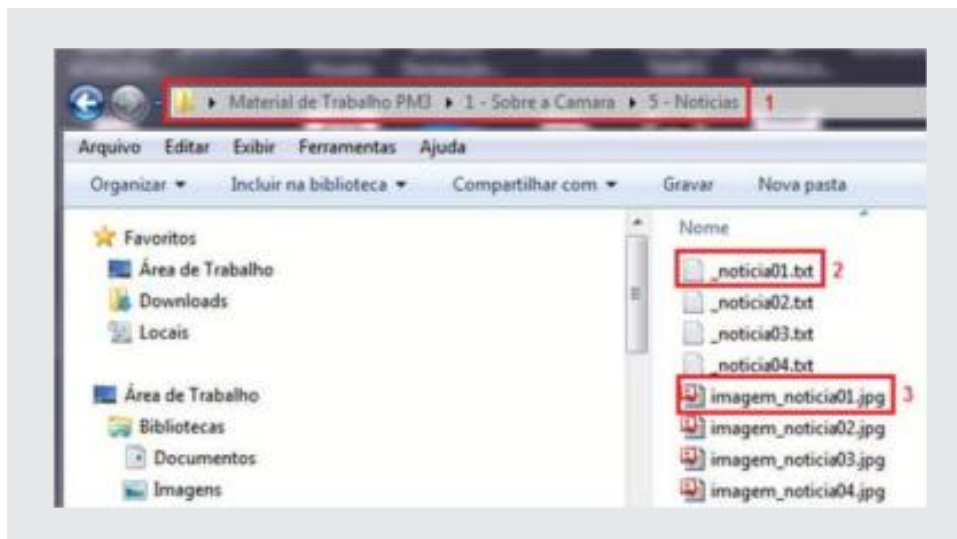 Material de Trabalho PM3 ▸ 1 - Sobre a Camara ▸ 5 - Noticias 1
Arquivo Editar Exibir Ferramentas Ajuda
Organizar Incluir na biblioteca Compartilhar com Gravar Nova pasta
Favoritos
Área de Trabalho
Downloads
Locais
Área de Trabalho
Bibliotecas
Documentos
Imagens
Nome
_noticia01.txt 2
_noticia02.txt
_noticia03.txt
_noticia04.txt
imagem_noticia01.jpg 3
imagem_noticia02.jpg
imagem_noticia03.jpg
imagem_noticia04.jpg